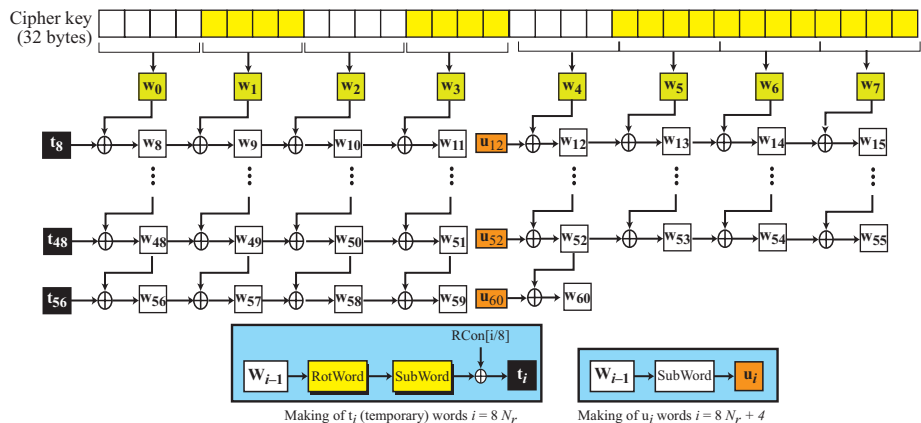 Cipher key
(32 bytes)
w0 w1 w2 w3 w4 w5 w6 w7
t8 w8 w9 w10 w11 u12 w12 w13 w14 w15
t48 w48 w49 w50 w51 u52 w52 w53 w54 w55
t56 w56 w57 w58 w59 u60 w60
RCon[i/8]
Wi–1 RotWord SubWord ti
Wi–1 SubWord ui
Making of ti (temporary) words i = 8 Nr
Making of ui words i = 8 Nr + 4